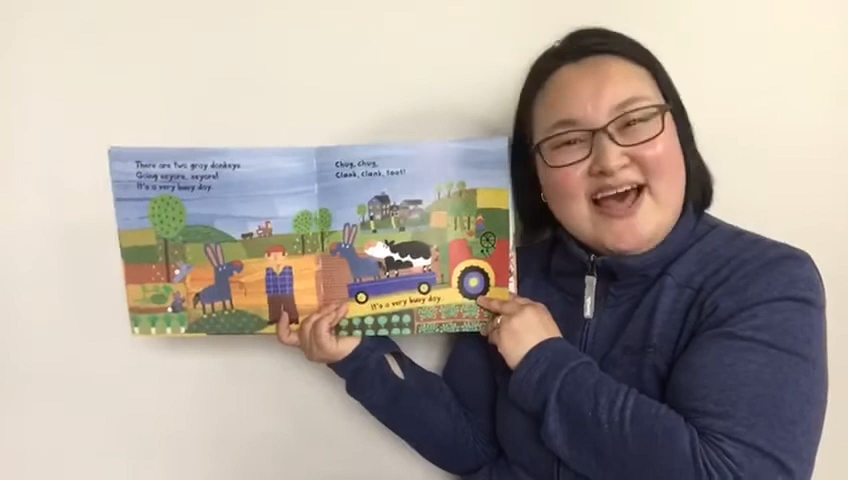 There are two gray donkeys
Going eeyore, eeyore!
It's a very busy day.
Chug, chug,
Clank, clank, toot!
It's a very busy day.